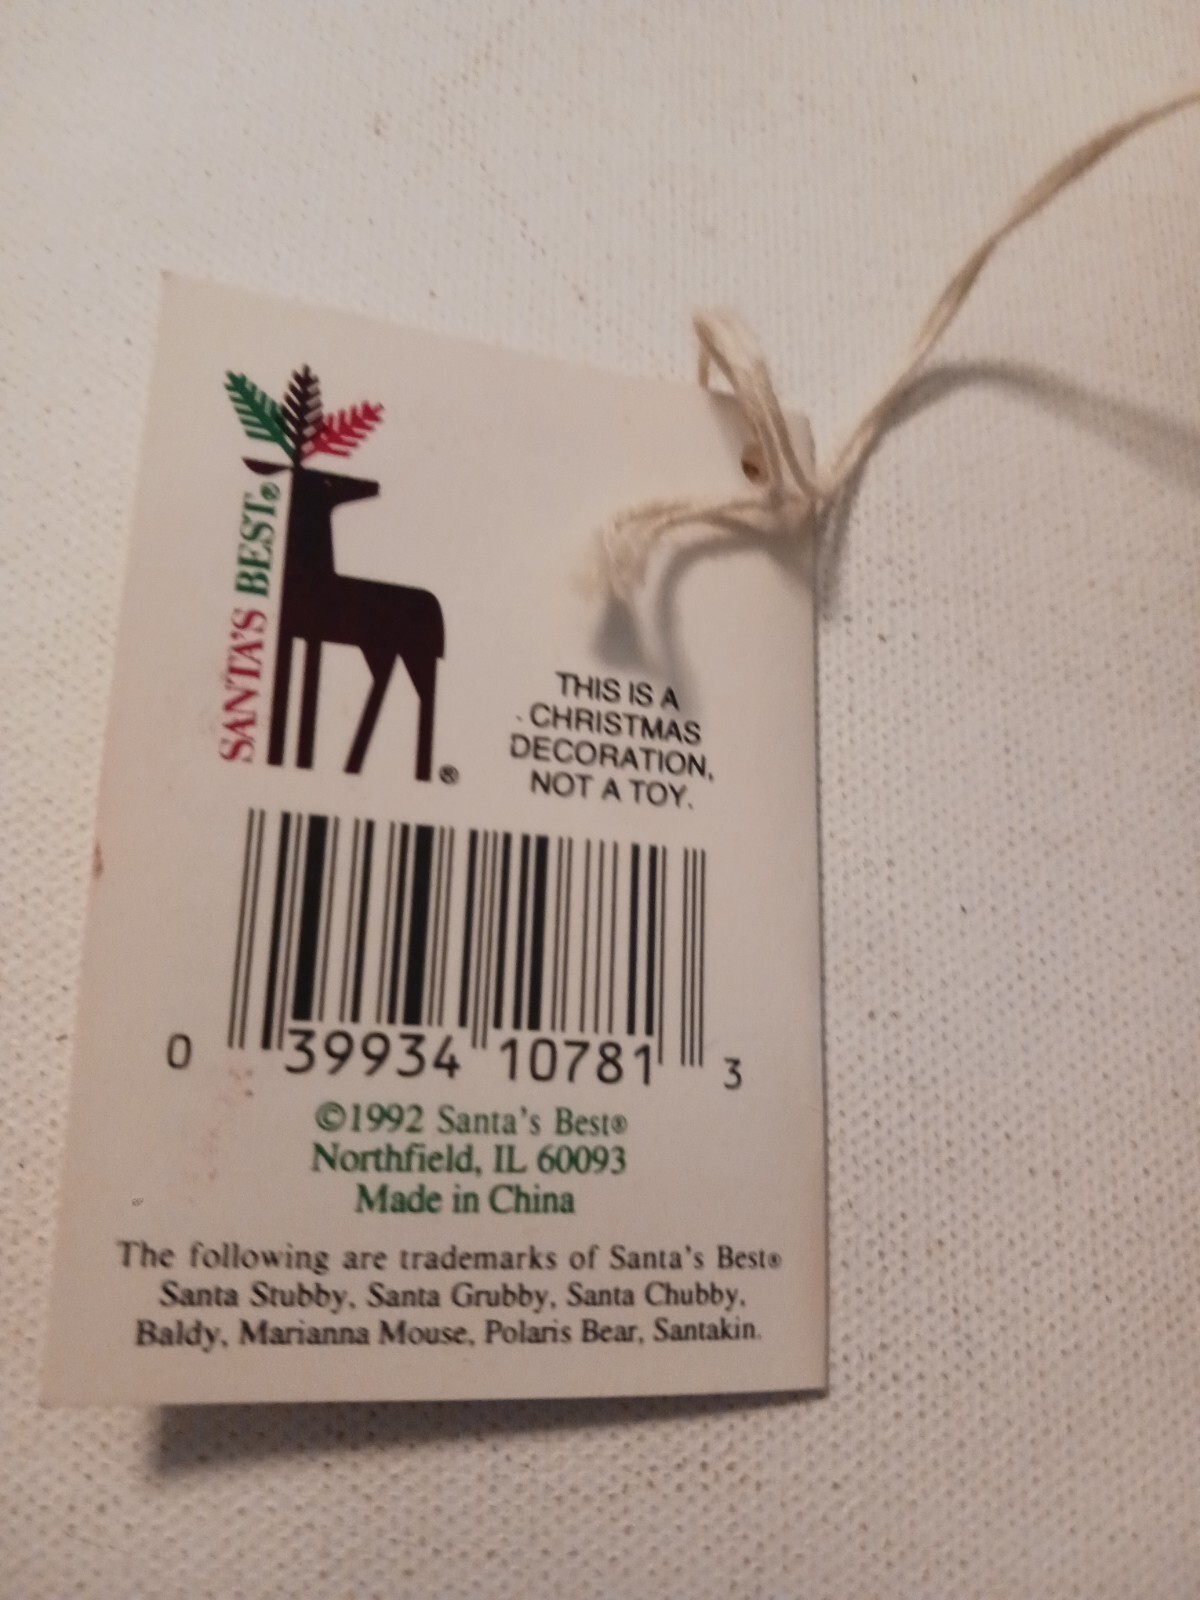 SANTA'S BEST®
®
THIS IS A
CHRISTMAS
DECORATION,
NOT A TOY.
0 39934 10781 3
©1992 Santa's Best®
Northfield, IL 60093
Made in China
The following are trademarks of Santa's Best®
Santa Stubby, Santa Grubby, Santa Chubby,
Baldy, Marianna Mouse, Polaris Bear, Santakin.